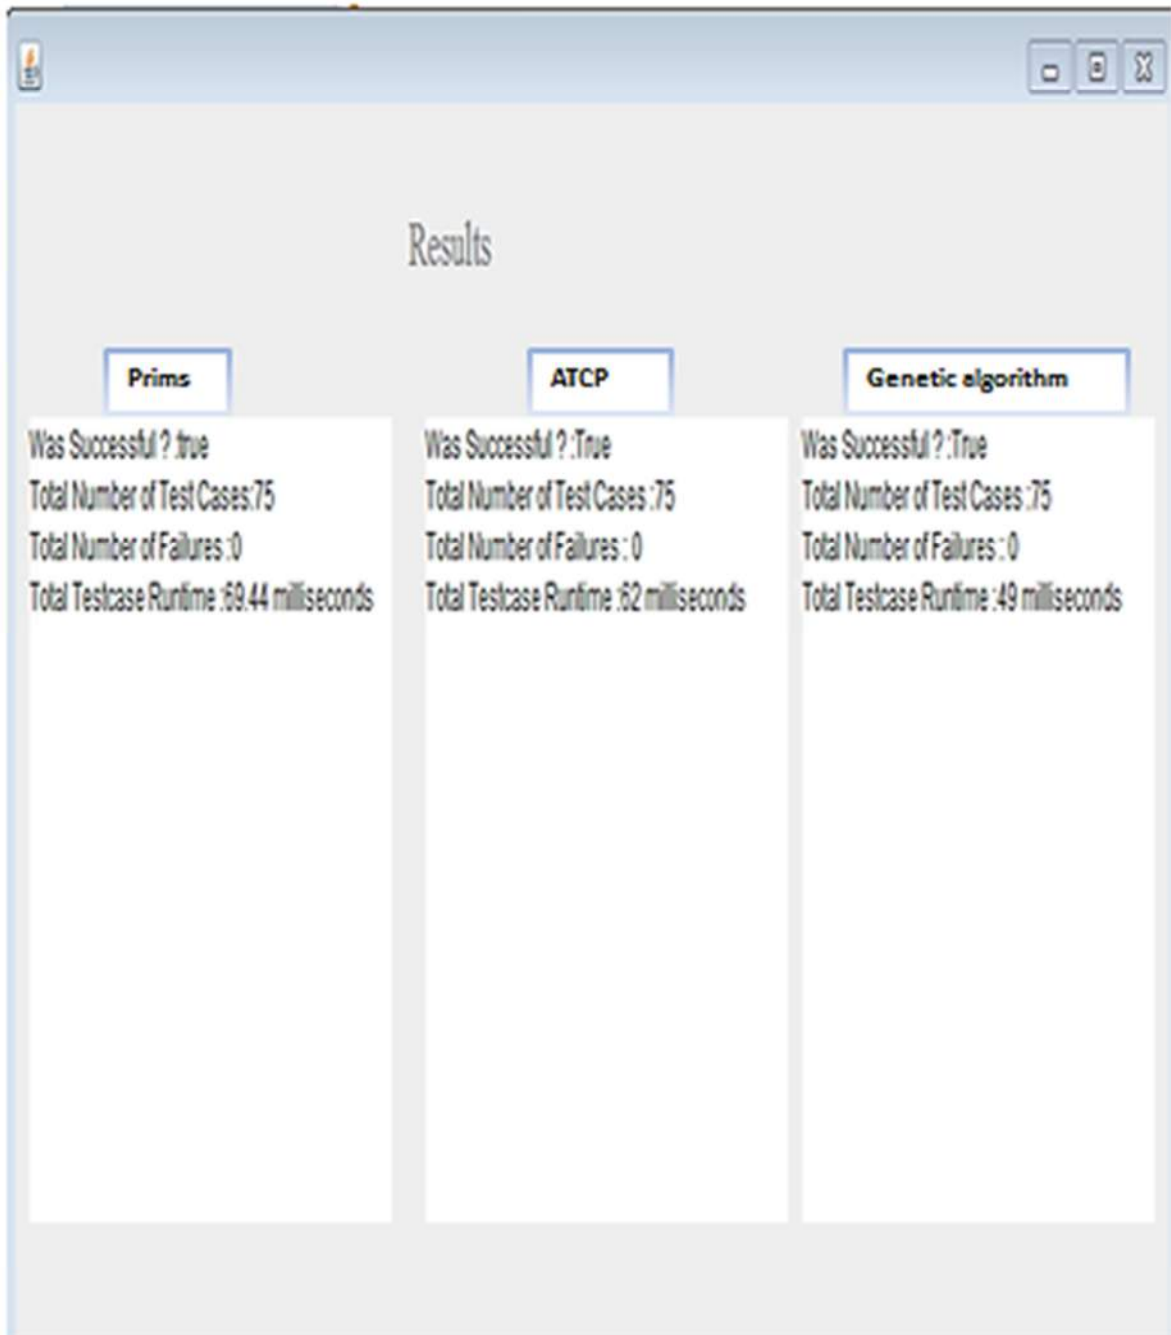 Results
Prims
Was Successful ? :true
Total Number of Test Cases:75
Total Number of Failures :0
Total Testcase Runtime :69.44 milliseconds
ATCP
Was Successful ? :True
Total Number of Test Cases :75
Total Number of Failures : 0
Total Testcase Runtime :62 milliseconds
Genetic algorithm
Was Successful ? :True
Total Number of Test Cases :75
Total Number of Failures : 0
Total Testcase Runtime :49 milliseconds